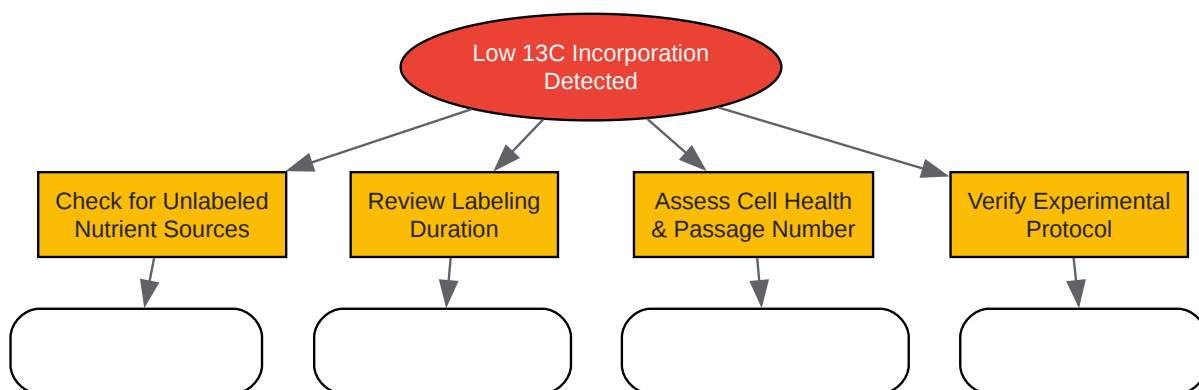 Low 13C Incorporation
Detected
Check for Unlabeled
Nutrient Sources
Review Labeling
Duration
Assess Cell Health
& Passage Number
Verify Experimental
Protocol